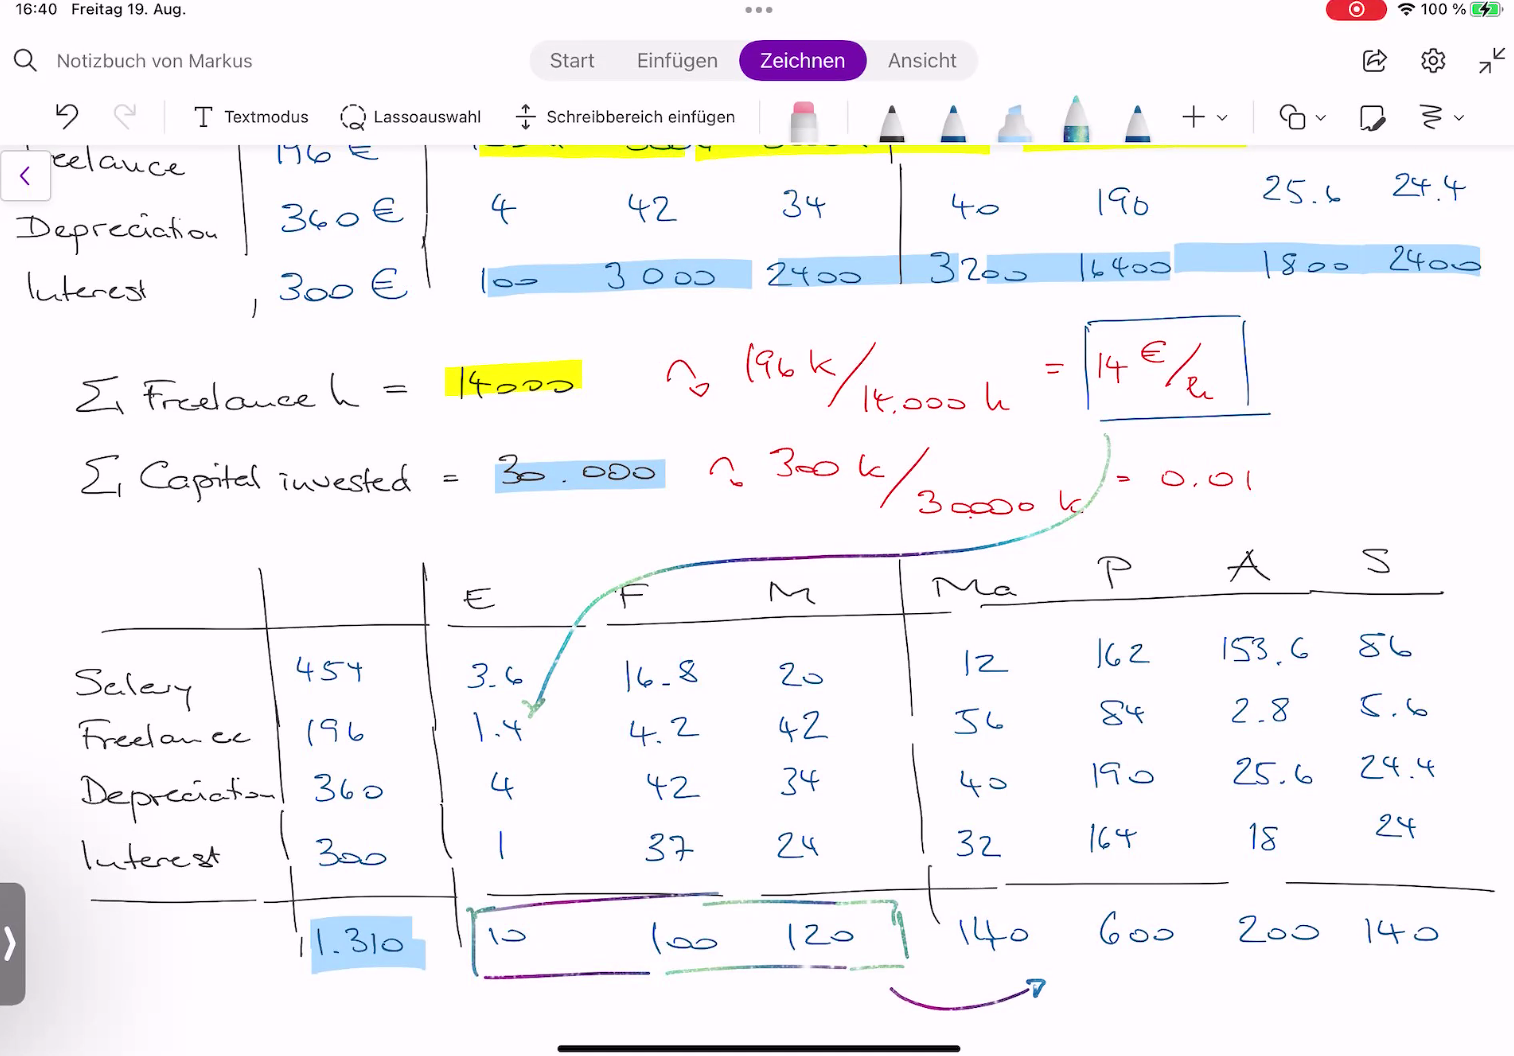 16:40 Freitag 19. Aug. 100 %
Notizbuch von Markus Start Einfügen Zeichnen Ansicht
T Textmodus Lassoauswahl Schreibbereich einfügen
reelance 196 €
Depreciation 360 € 4 42 34 40 190 25.6 24.4
Interest 300 € 100 3000 2400 3200 16400 1800 2400
Σ Freelance h = 14000 196 k / 14.000 h = 14 €/h
Σ Capital invested = 30.000 300 k / 30000 k = 0.01
E F M Ma P A S
Salary 454 3.6 16.8 20 12 162 153.6 86
Freelance 196 1.4 4.2 42 56 84 2.8 5.6
Depreciation 360 4 42 34 40 190 25.6 24.4
Interest 300 1 37 24 32 164 18 24
1.310 10 100 120 140 600 200 140